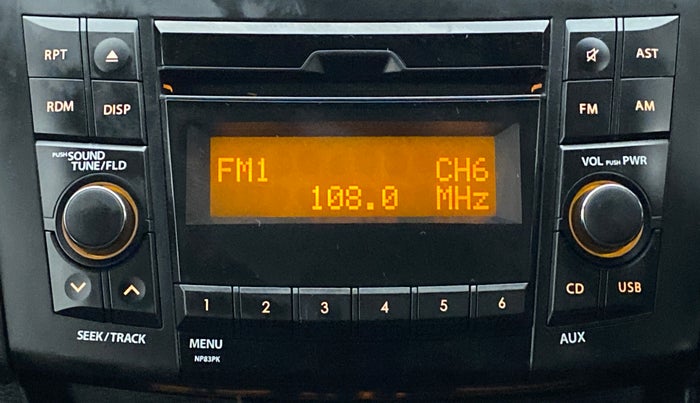 RPT
AST
RDM
DISP
FM
AM
PUSH SOUND
TUNE/FLD
VOL PUSH PWR
FM1 CH6
108.0 MHz
CD
USB
1 2 3 4 5 6
SEEK/TRACK
MENU
AUX
NP83PK